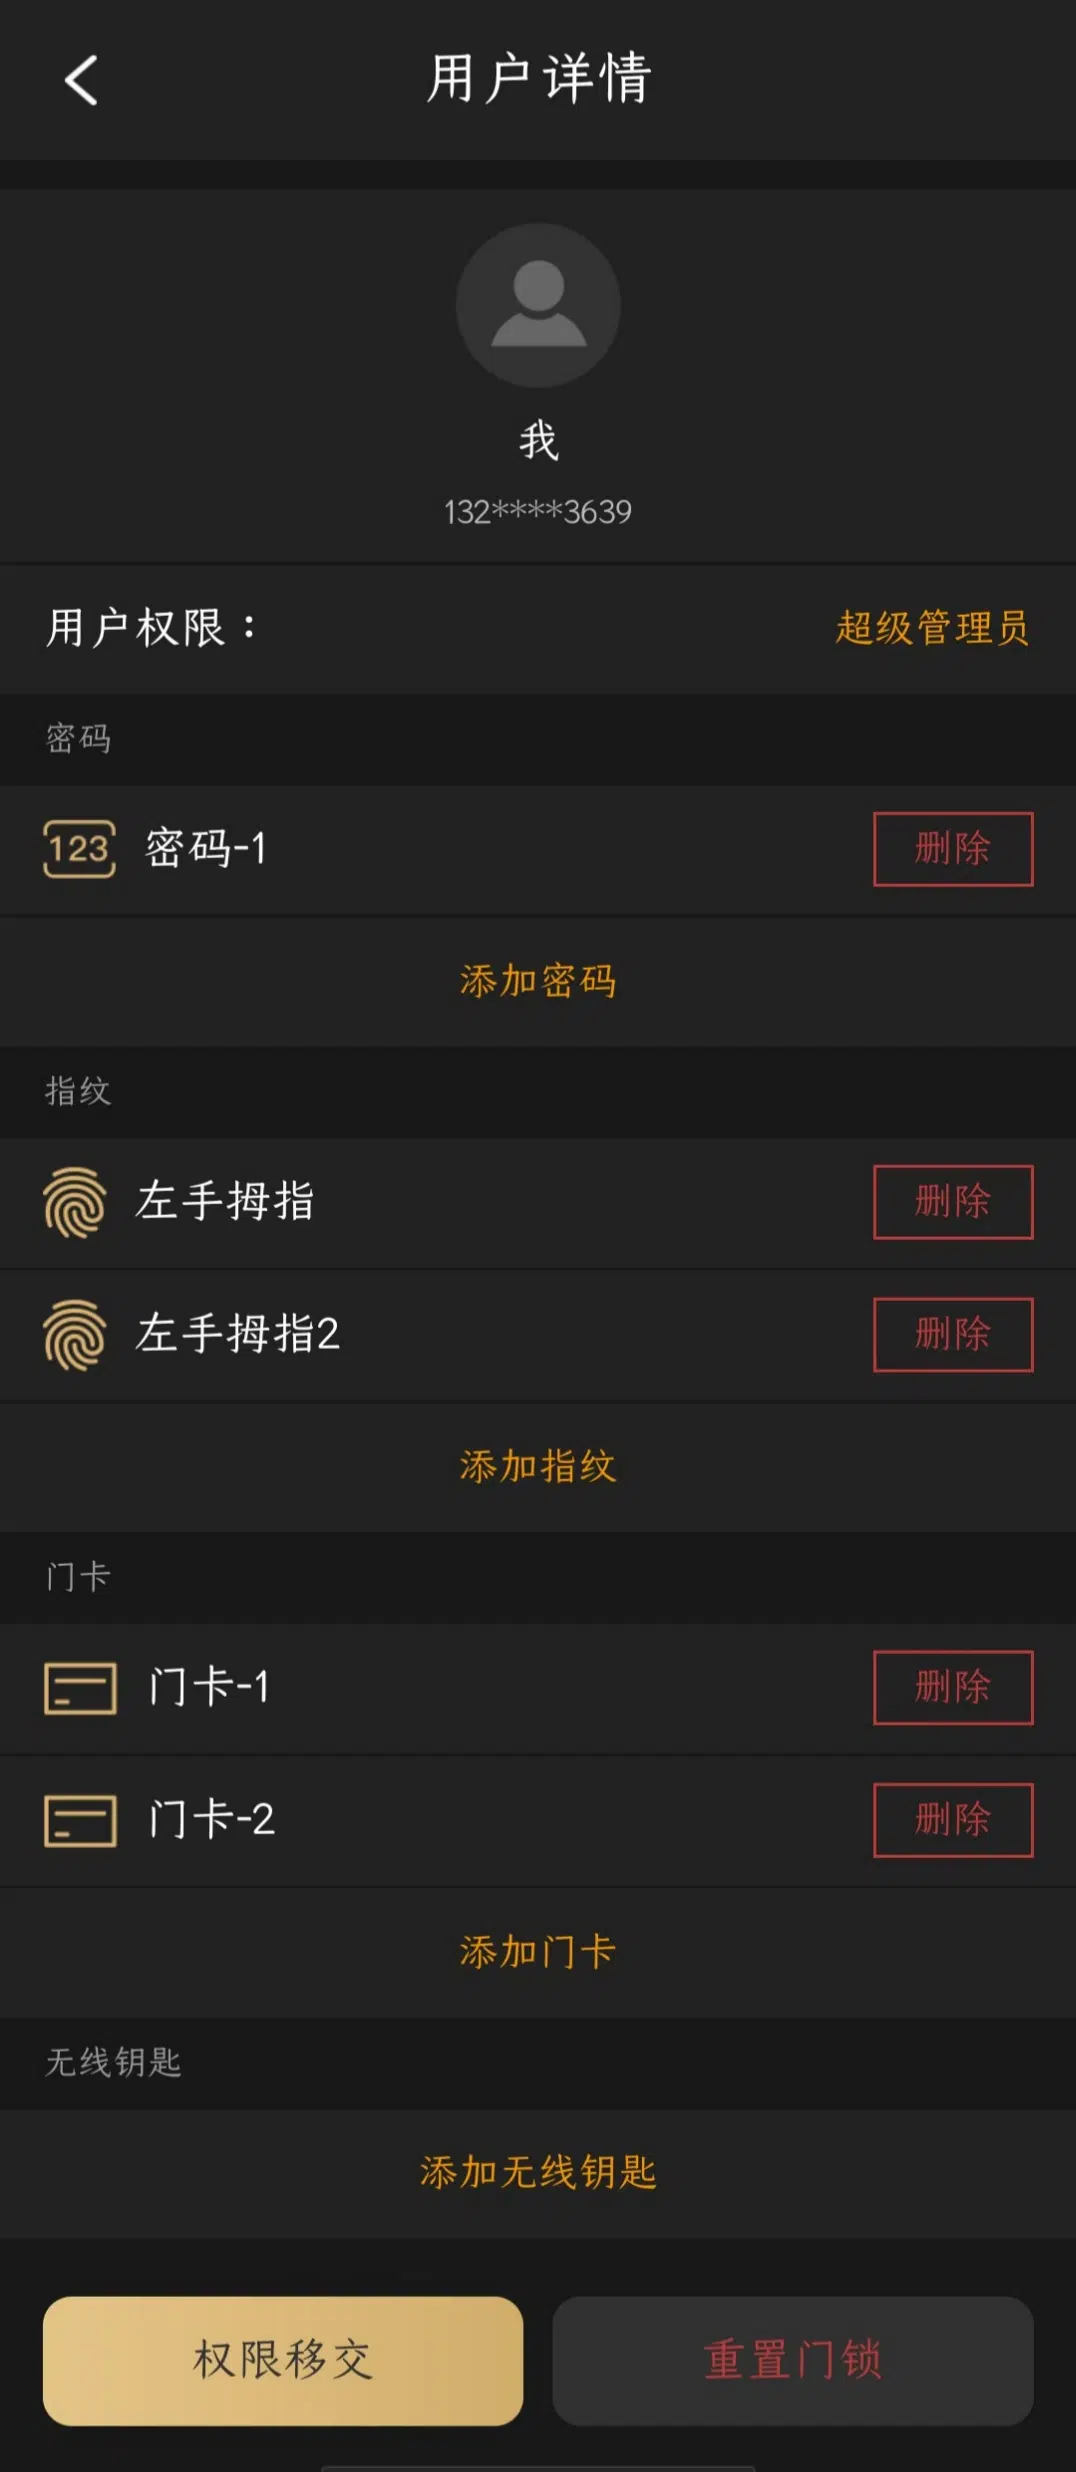 用户详情
我
132****3639
用户权限：
超级管理员
密码
123
密码-1
删除
添加密码
指纹
左手拇指
删除
左手拇指2
删除
添加指纹
门卡
门卡-1
删除
门卡-2
删除
添加门卡
无线钥匙
添加无线钥匙
权限移交
重置门锁